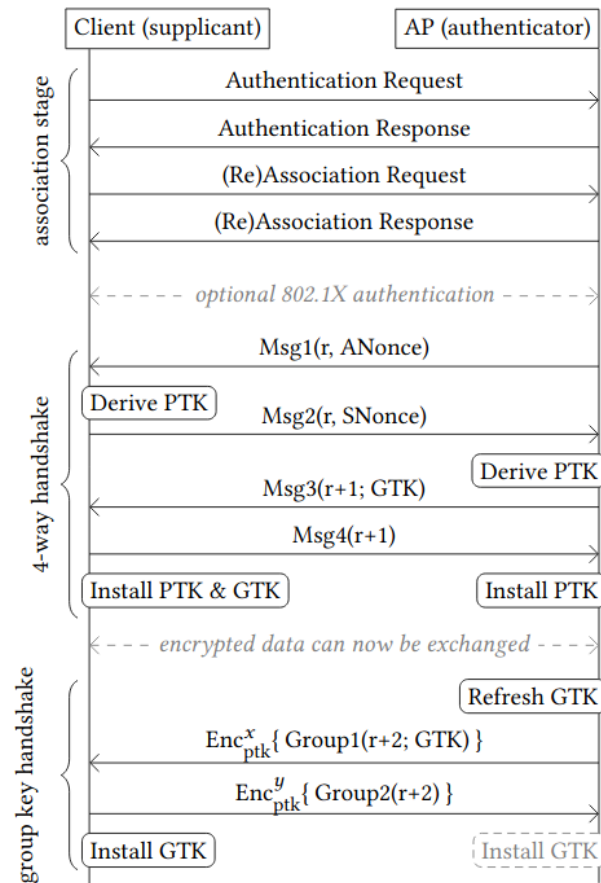 Client (supplicant)
AP (authenticator)
association stage
Authentication Request
Authentication Response
(Re)Association Request
(Re)Association Response
optional 802.1X authentication
4-way handshake
Msg1(r, ANonce)
Derive PTK
Msg2(r, SNonce)
Derive PTK
Msg3(r+1; GTK)
Msg4(r+1)
Install PTK & GTK
Install PTK
encrypted data can now be exchanged
group key handshake
Refresh GTK
Enc^x_ptk{ Group1(r+2; GTK) }
Enc^y_ptk{ Group2(r+2) }
Install GTK
Install GTK